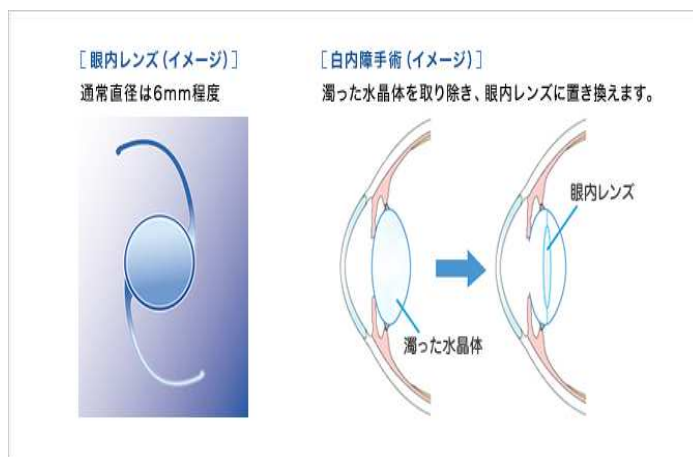 [眼内レンズ(イメージ)]
通常直径は6mm程度
[白内障手術(イメージ)]
濁った水晶体を取り除き、眼内レンズに置き換えます。
眼内レンズ
濁った水晶体